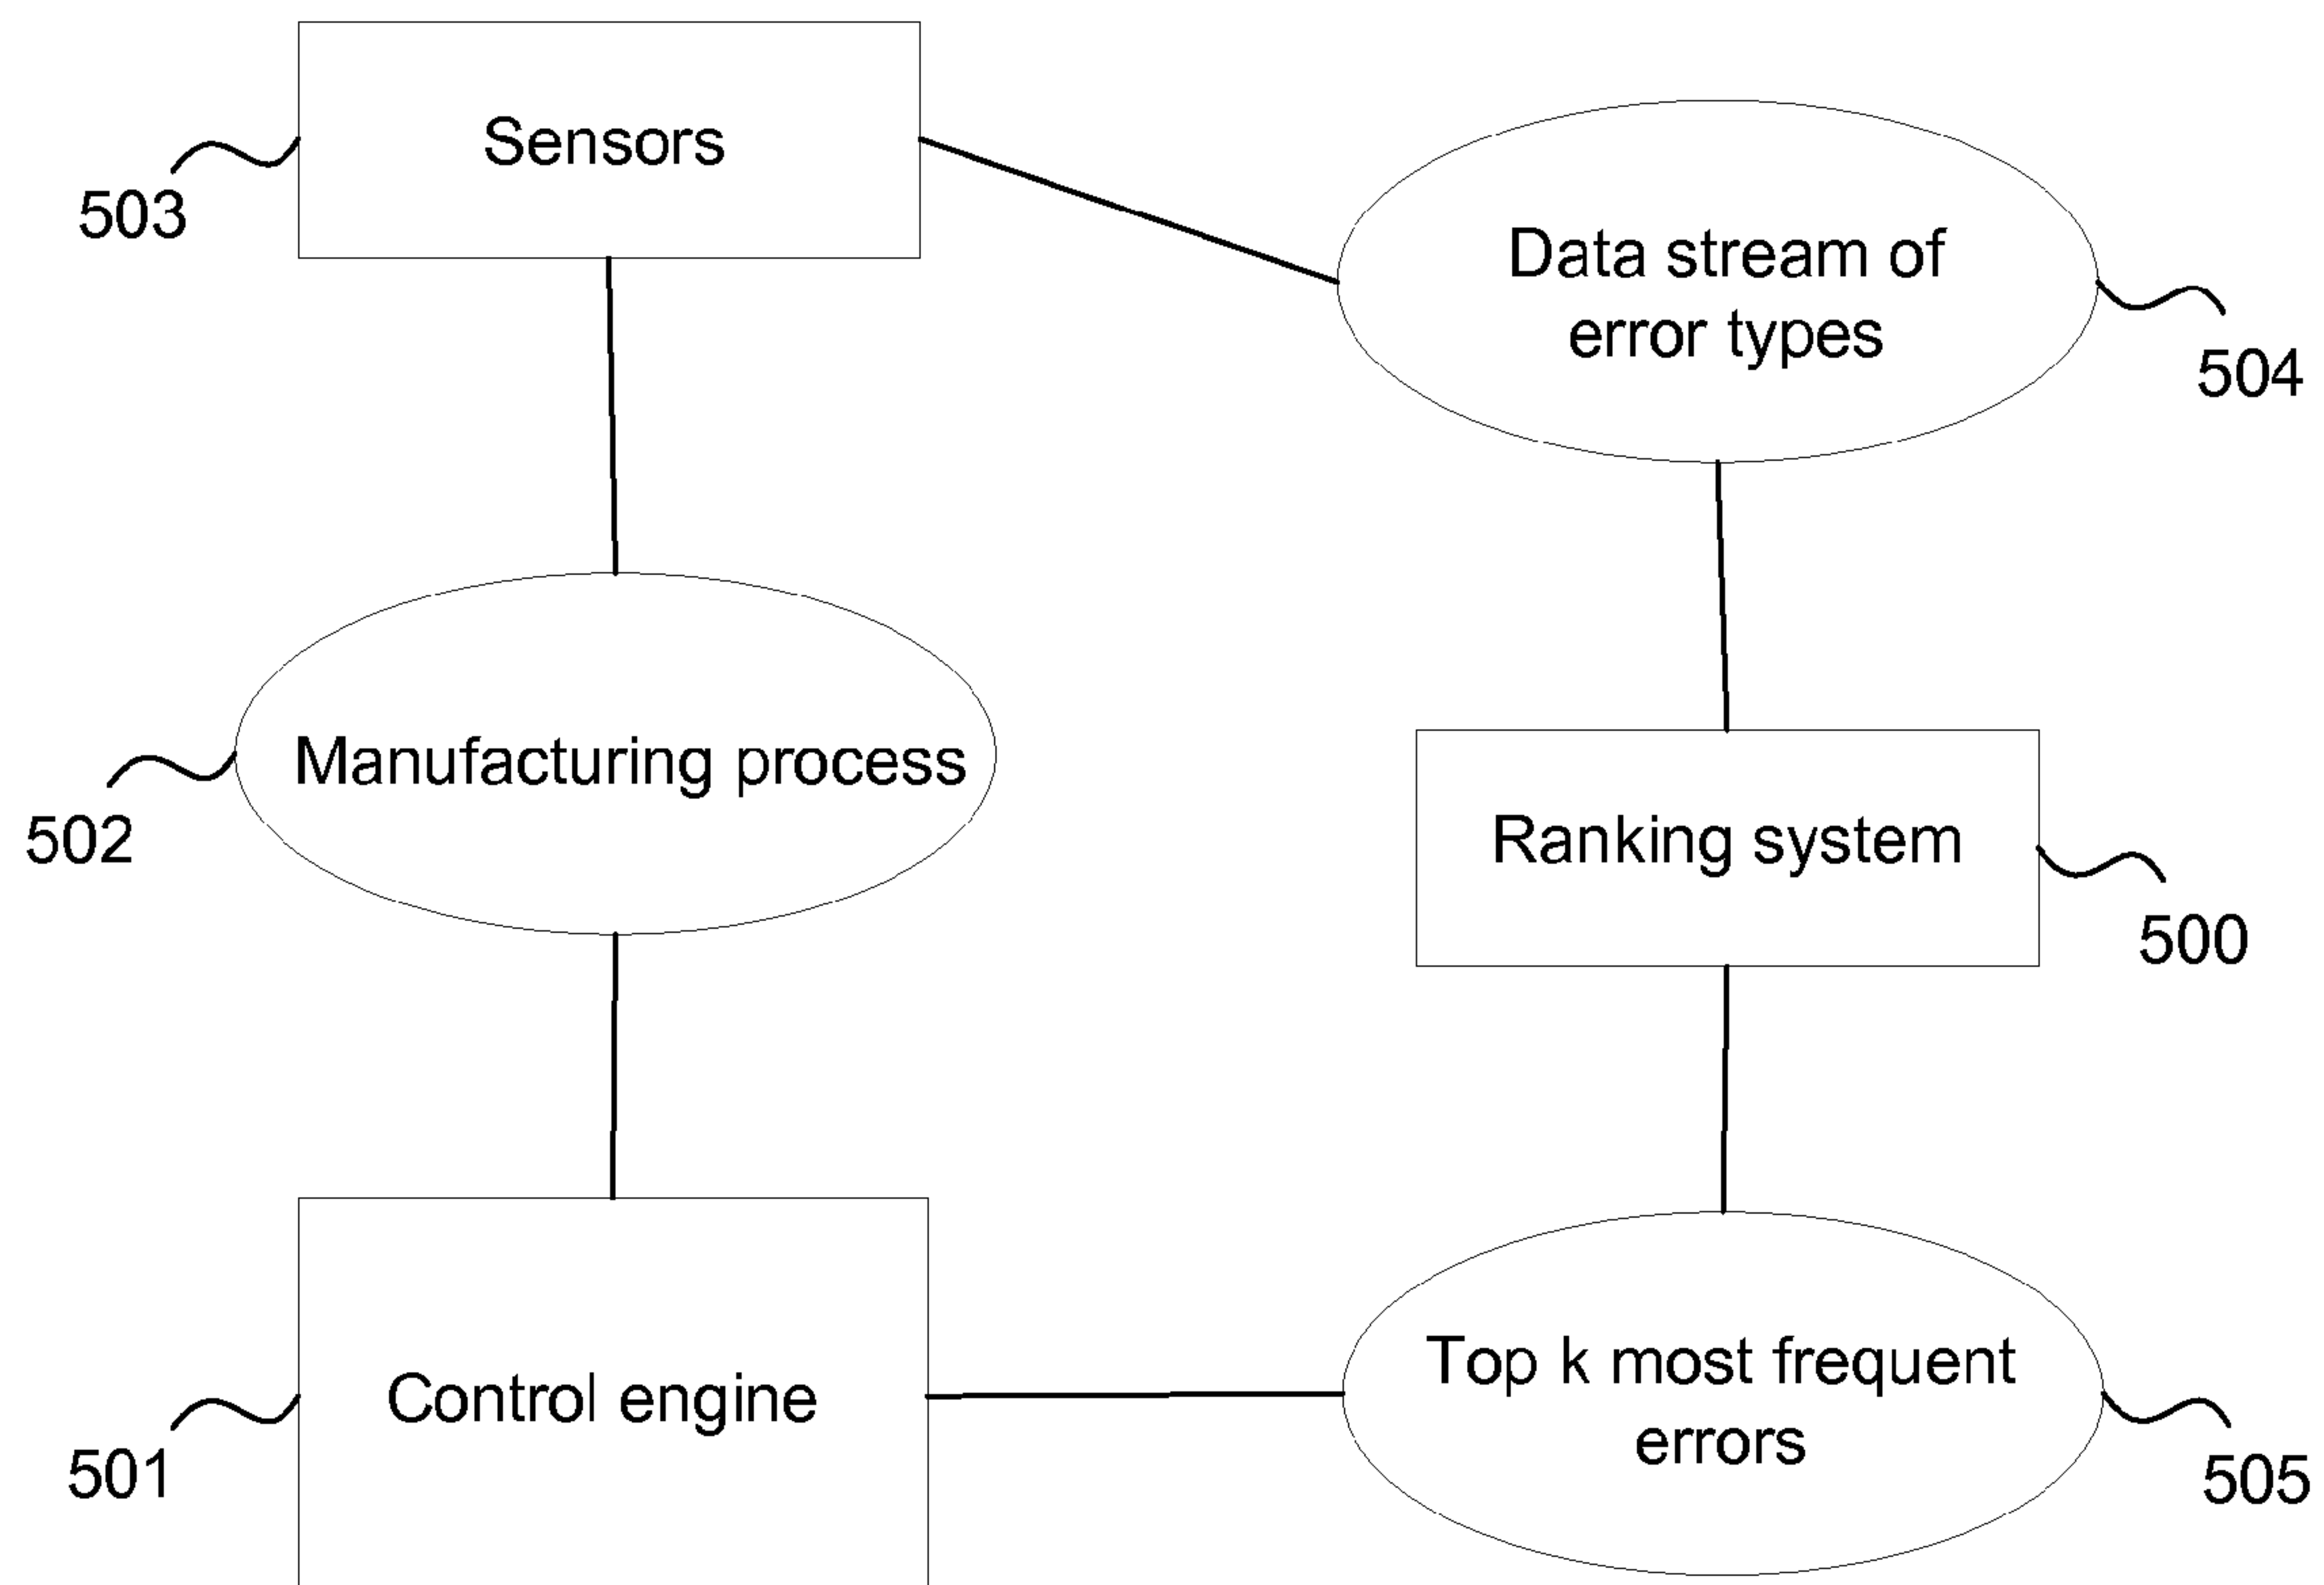 Sensors
503
Data stream of
error types
504
Manufacturing process
502
Ranking system
500
Control engine
501
Top k most frequent
errors
505